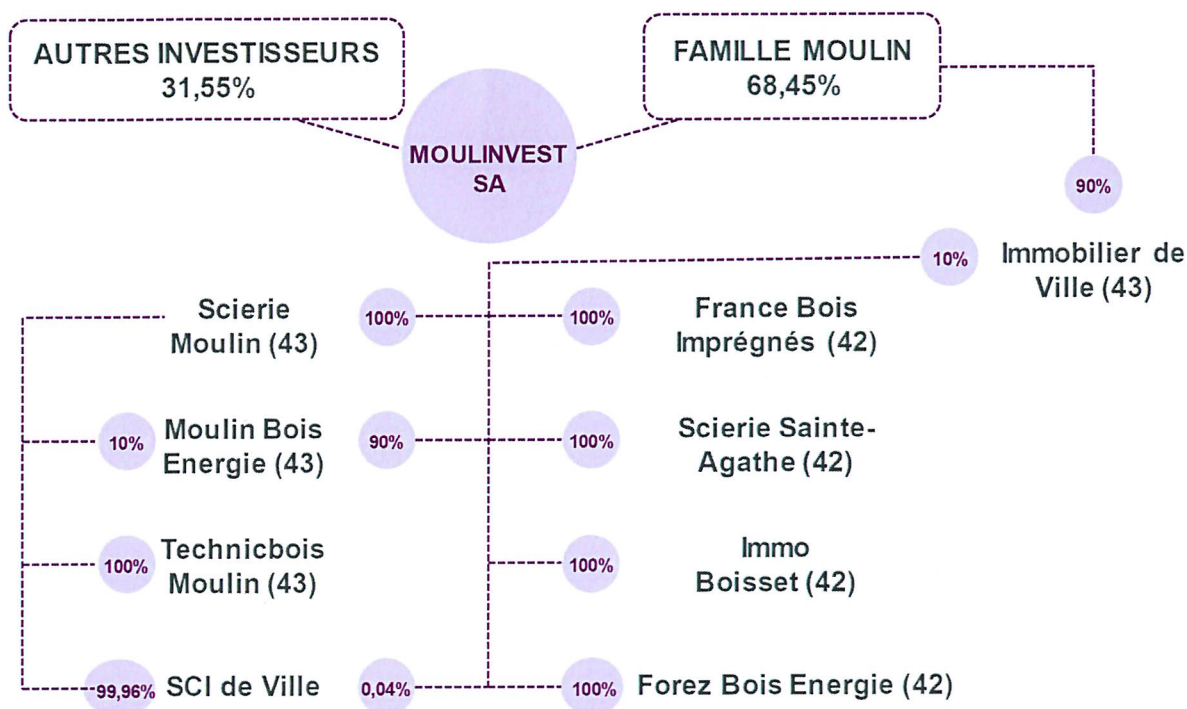 AUTRES INVESTISSEURS
31,55%
FAMILLE MOULIN
68,45%
MOULINVEST
SA
90%
10%
Immobilier de
Ville (43)
Scierie
Moulin (43)
100%
100%
France Bois
Imprégnés (42)
10%
Moulin Bois
Energie (43)
90%
100%
Scierie Sainte-
Agathe (42)
100%
Technicbois
Moulin (43)
100%
Immo
Boisset (42)
99,96%
SCI de Ville
0,04%
100%
Forez Bois Energie (42)